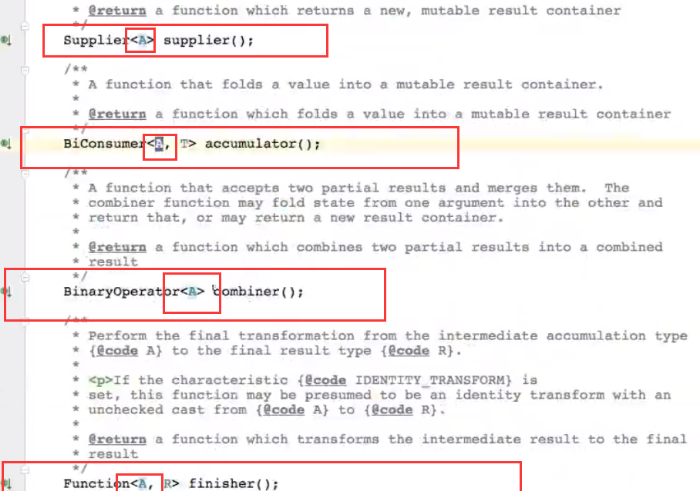 * @return a function which returns a new, mutable result container
*/
Supplier<A> supplier();
/**
* A function that folds a value into a mutable result container.
*
* @return a function which folds a value into a mutable result container
*/
BiConsumer<A, T> accumulator();
/**
* A function that accepts two partial results and merges them. The
* combiner function may fold state from one argument into the other and
* return that, or may return a new result container.
*
* @return a function which combines two partial results into a combined
* result
*/
BinaryOperator<A> combiner();
/**
* Perform the final transformation from the intermediate accumulation type
* {@code A} to the final result type {@code R}.
*
* <p>If the characteristic {@code IDENTITY_TRANSFORM} is
* set, this function may be presumed to be an identity transform with an
* unchecked cast from {@code A} to {@code R}.
*
* @return a function which transforms the intermediate result to the final
* result
*/
Function<A, R> finisher();